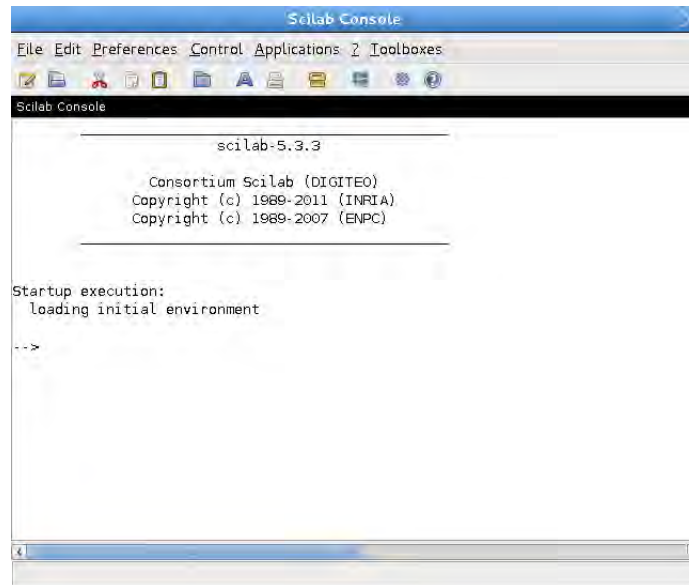 Scilab Console
File Edit Preferences Control Applications ? Toolboxes
Scilab Console
scilab-5.3.3
Consortium Scilab (DIGITEO)
Copyright (c) 1989-2011 (INRIA)
Copyright (c) 1989-2007 (ENPC)
Startup execution:
loading initial environment
-->